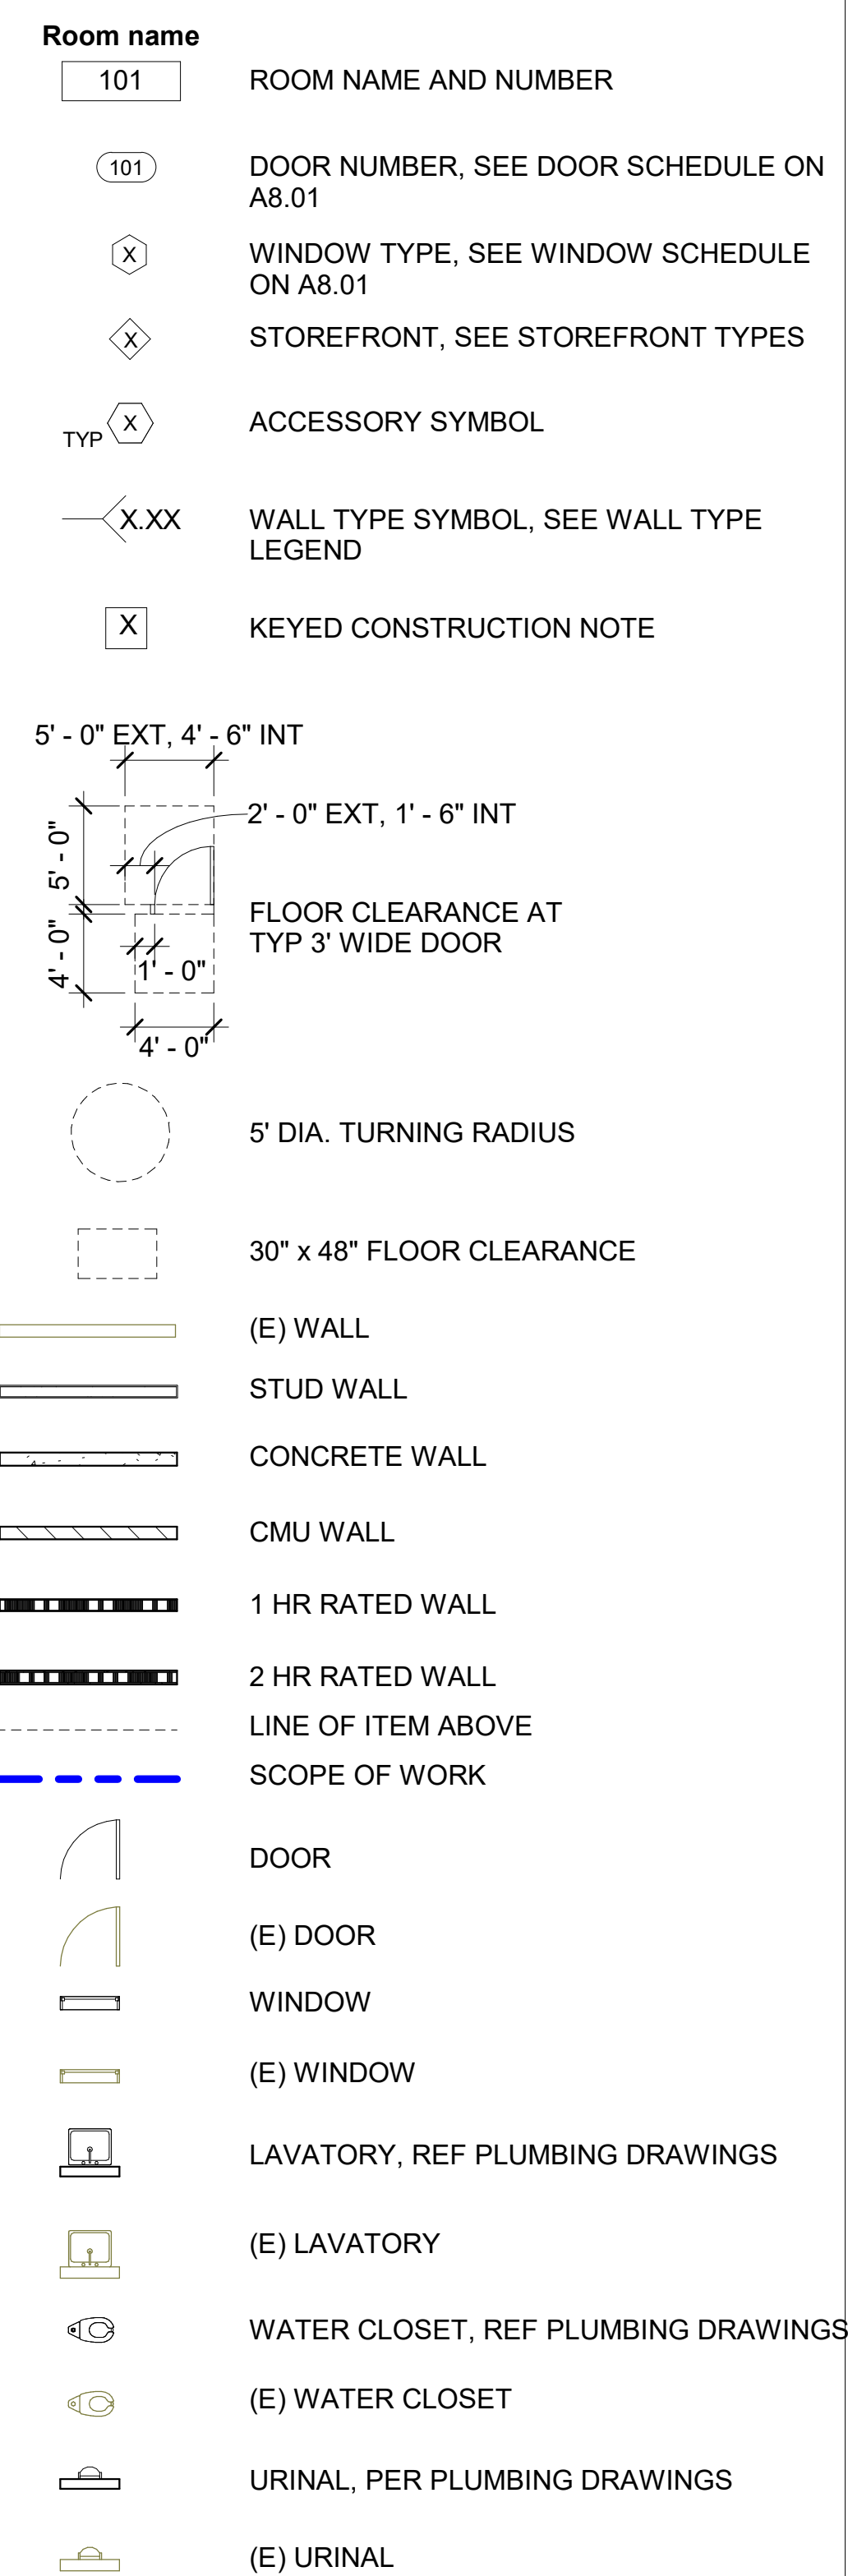 Room name
101
ROOM NAME AND NUMBER
101
DOOR NUMBER, SEE DOOR SCHEDULE ON
A8.01
X
WINDOW TYPE, SEE WINDOW SCHEDULE
ON A8.01
X
STOREFRONT, SEE STOREFRONT TYPES
TYP
X
ACCESSORY SYMBOL
X.XX
WALL TYPE SYMBOL, SEE WALL TYPE
LEGEND
X
KEYED CONSTRUCTION NOTE
5' - 0" EXT, 4' - 6" INT
2' - 0" EXT, 1' - 6" INT
5' - 0"
FLOOR CLEARANCE AT
TYP 3' WIDE DOOR
4' - 0"
1' - 0"
4' - 0"
5' DIA. TURNING RADIUS
30" x 48" FLOOR CLEARANCE
(E) WALL
STUD WALL
CONCRETE WALL
CMU WALL
1 HR RATED WALL
2 HR RATED WALL
LINE OF ITEM ABOVE
SCOPE OF WORK
DOOR
(E) DOOR
WINDOW
(E) WINDOW
LAVATORY, REF PLUMBING DRAWINGS
(E) LAVATORY
WATER CLOSET, REF PLUMBING DRAWINGS
(E) WATER CLOSET
URINAL, PER PLUMBING DRAWINGS
(E) URINAL